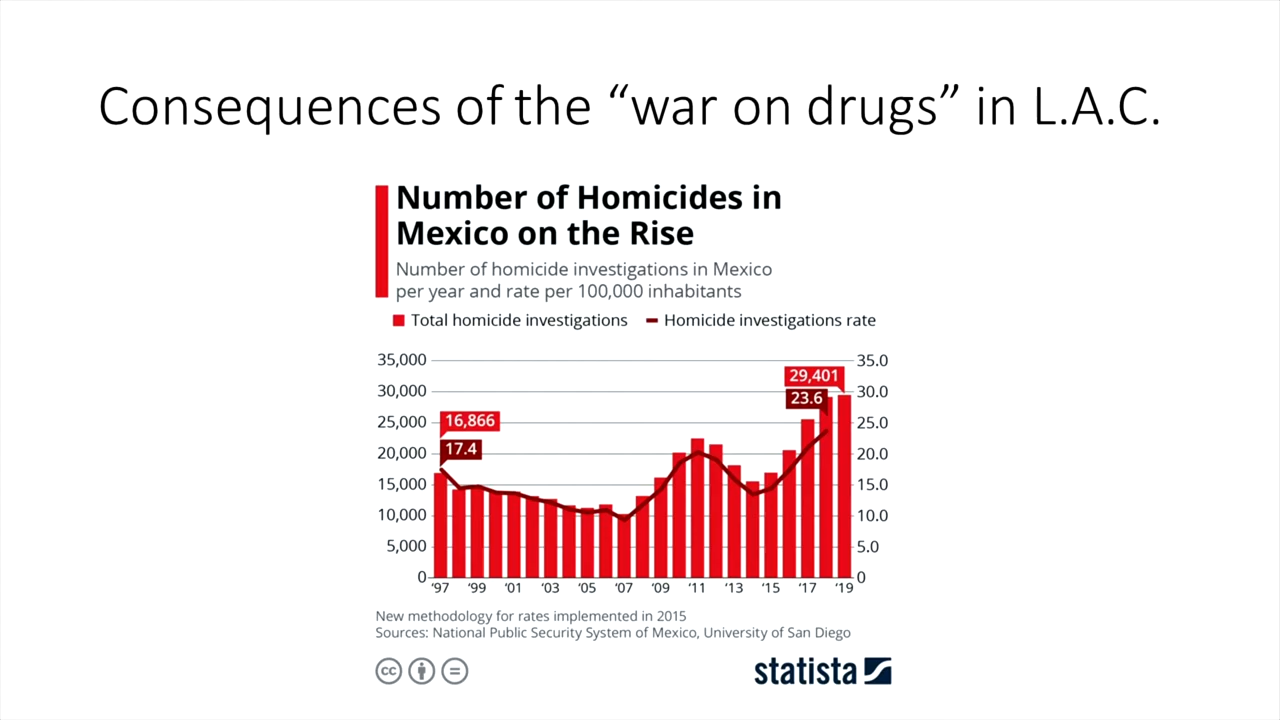 Consequences of the “war on drugs” in L.A.C.
Number of Homicides in
Mexico on the Rise
Number of homicide investigations in Mexico
per year and rate per 100,000 inhabitants
Total homicide investigations
Homicide investigations rate
35,000
30,000
25,000
20,000
15,000
10,000
5,000
0
16,866
17.4
29,401
23.6
35.0
30.0
25.0
20.0
15.0
10.0
5.0
0
‘97 ‘99 ‘01 ‘03 ‘05 ‘07 ‘09 ‘11 ‘13 ‘15 ‘17 ‘19
New methodology for rates implemented in 2015
Sources: National Public Security System of Mexico, University of San Diego
cc
=
statista